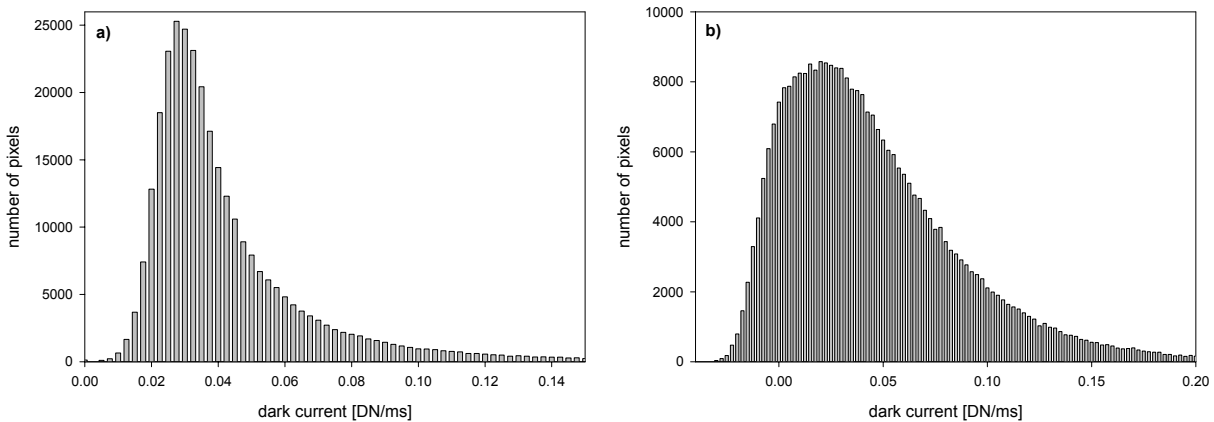 a)
25000
20000
15000
10000
5000
0
number of pixels
0.00 0.02 0.04 0.06 0.08 0.10 0.12 0.14
dark current [DN/ms]
b)
10000
8000
6000
4000
2000
0
number of pixels
0.00 0.05 0.10 0.15 0.20
dark current [DN/ms]